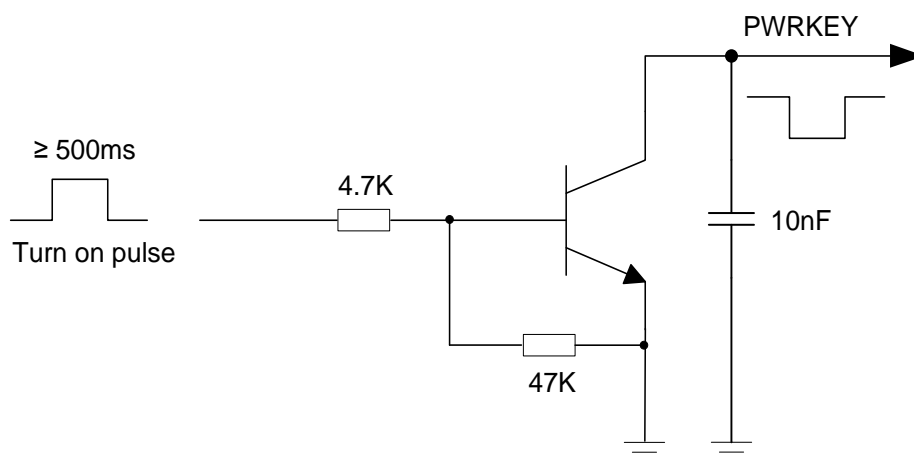 PWRKEY
≥ 500ms
Turn on pulse
4.7K
10nF
47K